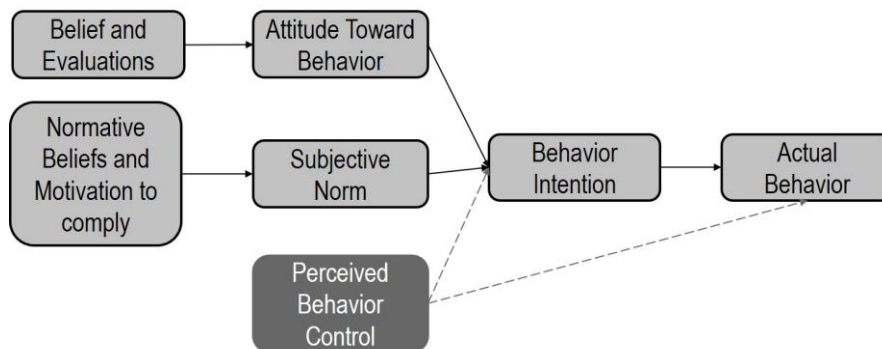 Belief and
Evaluations
Attitude Toward
Behavior
Normative
Beliefs and
Motivation to
comply
Subjective
Norm
Behavior
Intention
Actual
Behavior
Perceived
Behavior
Control